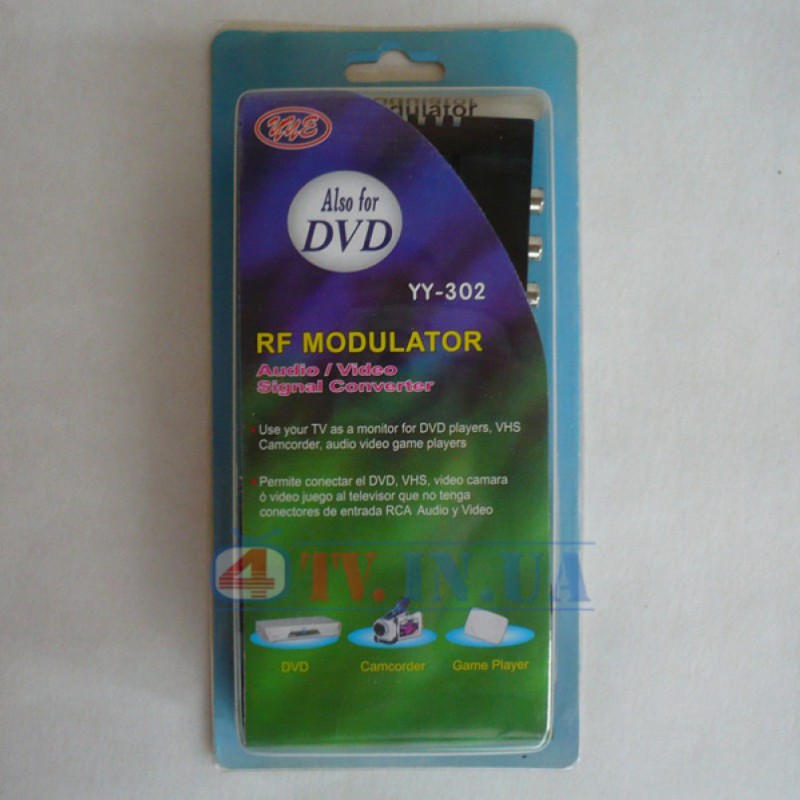 odulator
YYE
Also for
DVD
YY-302
RF MODULATOR
Audio / Video
Signal Converter
Use your TV as a monitor for DVD players, VHS
Camcorder, audio video game players
Permite conectar el DVD, VHS, video camara
ó video juego al televisor que no tenga
conectores de entrada RCA Audio y Video
4TV.IN.UA
DVD Camcorder Game Player